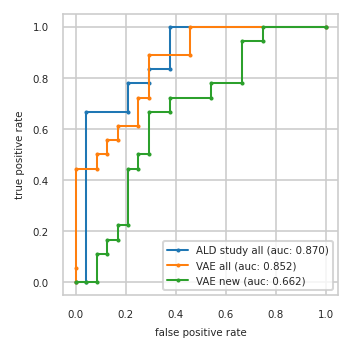 1.0
0.8
0.6
0.4
0.2
0.0
true positive rate
ALD study all (auc: 0.870)
VAE all (auc: 0.852)
VAE new (auc: 0.662)
0.0 0.2 0.4 0.6 0.8 1.0
false positive rate